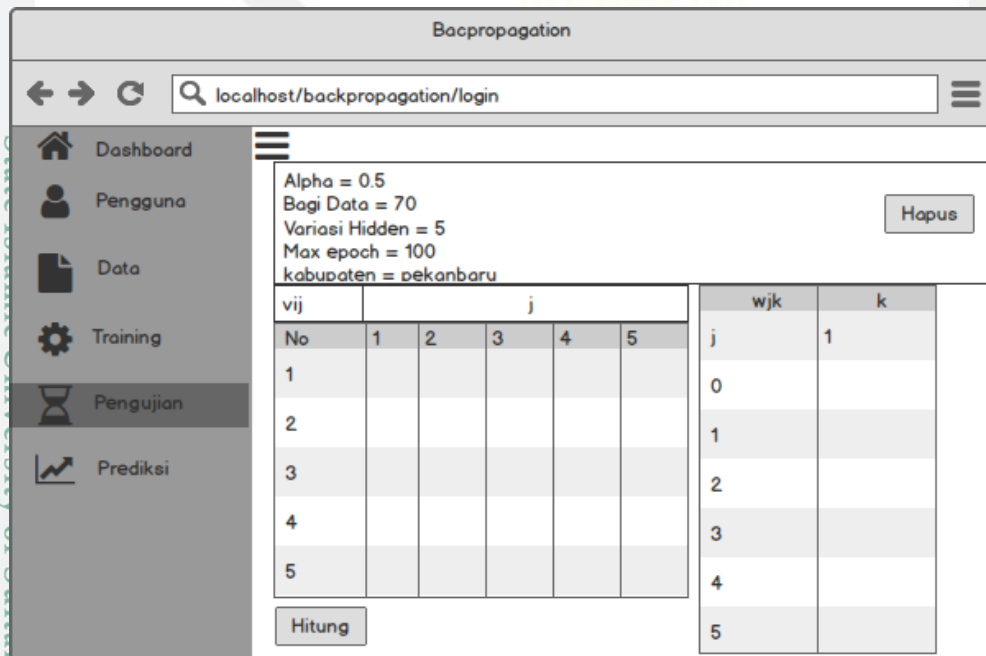 Bacpropagation
localhost/backpropagation/login
Dashboard
Pengguna
Data
Training
Pengujian
Prediksi
Alpha = 0.5
Bagi Data = 70
Variasi Hidden = 5
Max epoch = 100
kabupaten = pekanbaru
Hapus
vij j
No 1 2 3 4 5
1
2
3
4
5
Hitung
wjk k
j 1
0
1
2
3
4
5